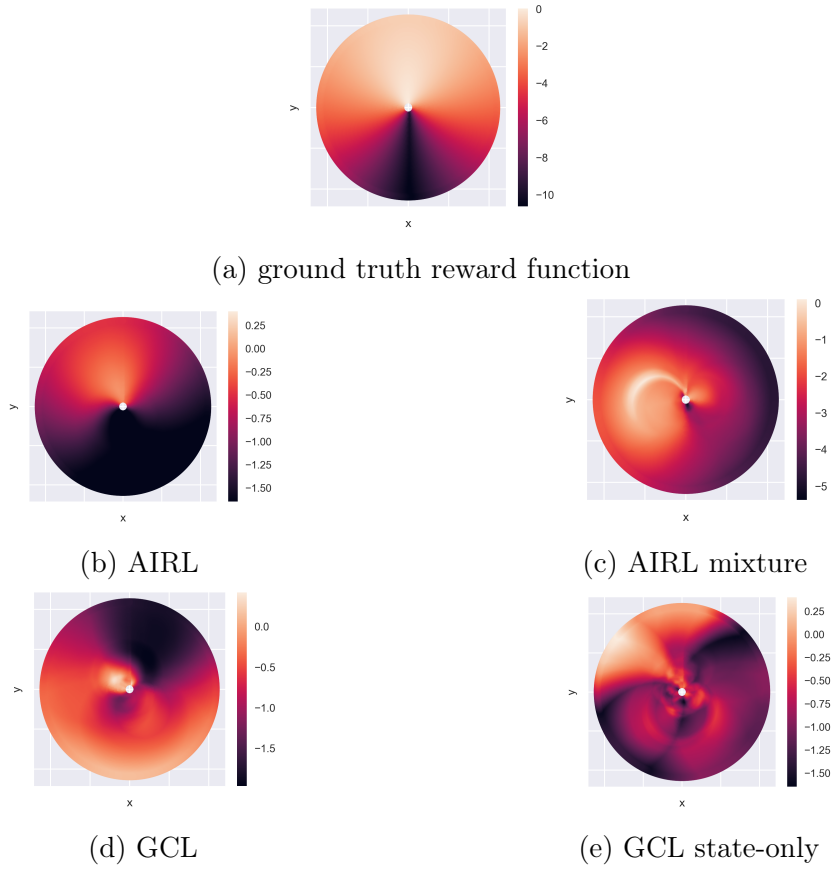 0
−2
−4
−6
−8
−10
y
x
(a) ground truth reward function
0.25
0.00
−0.25
−0.50
−0.75
−1.00
−1.25
−1.50
y
x
(b) AIRL
0
−1
−2
−3
−4
−5
y
x
(c) AIRL mixture
0.0
−0.5
−1.0
−1.5
y
x
(d) GCL
0.25
0.00
−0.25
−0.50
−0.75
−1.00
−1.25
−1.50
y
x
(e) GCL state-only